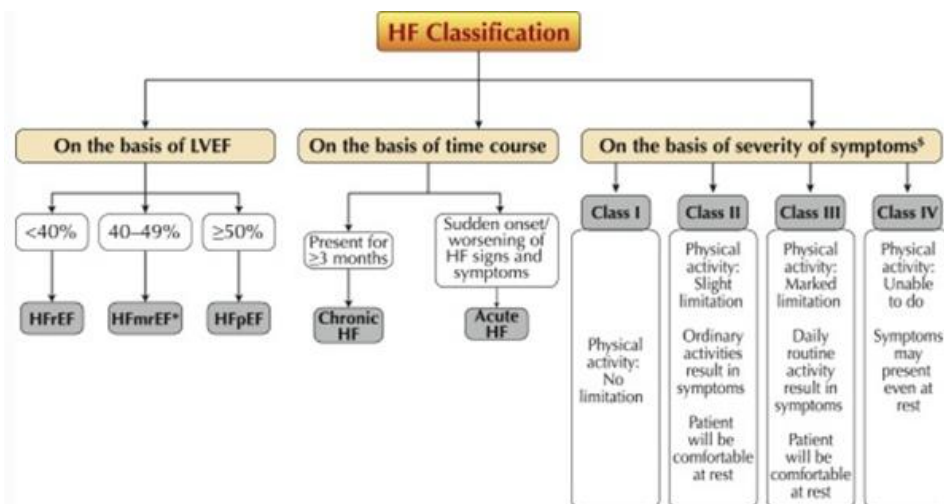 HF Classification
On the basis of LVEF
On the basis of time course
On the basis of severity of symptoms$
<40%
40–49%
≥50%
HFrEF
HFmrEF*
HFpEF
Present for
≥3 months
Chronic
HF
Sudden onset/
worsening of
HF signs and
symptoms
Acute
HF
Class I
Physical
activity:
No
limitation
Class II
Physical
activity:
Slight
limitation
Ordinary
activities
result in
symptoms
Patient
will be
comfortable
at rest
Class III
Physical
activity:
Marked
limitation
Daily
routine
activity
result in
symptoms
Patient
will be
comfortable
at rest
Class IV
Physical
activity:
Unable
to do
Symptoms
may
present
even at
rest